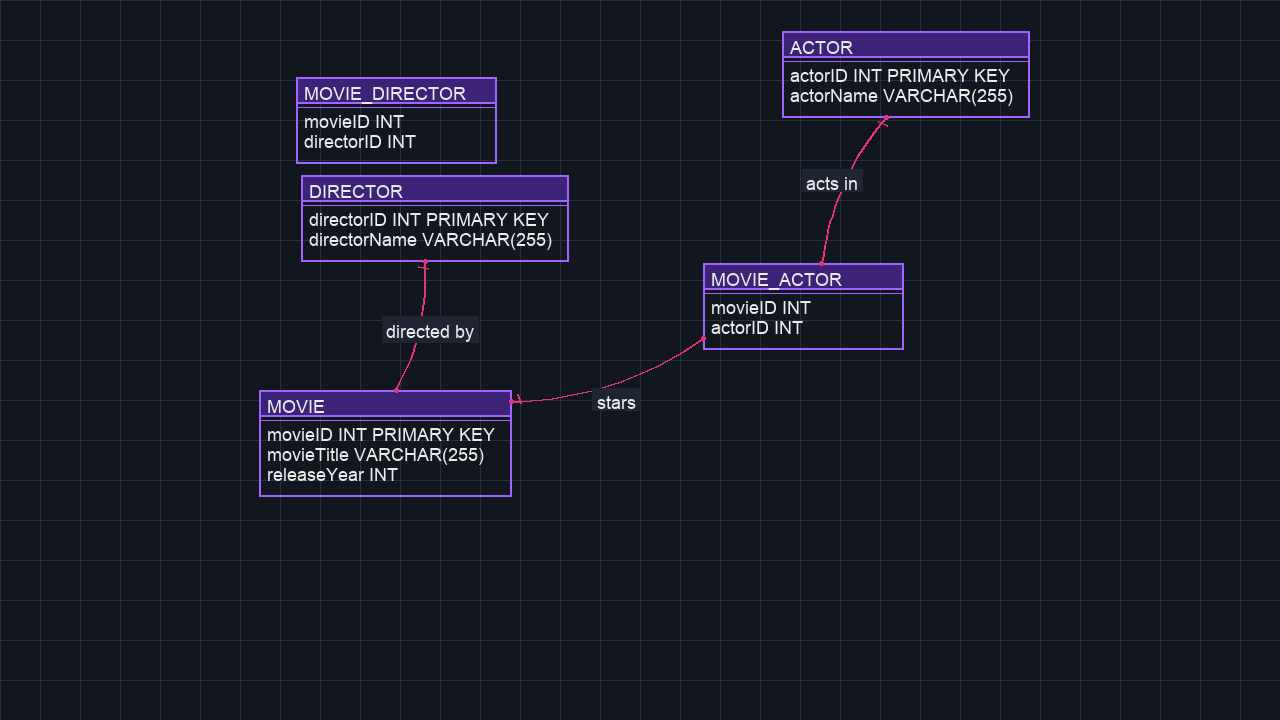 ACTOR
actorID INT PRIMARY KEY
actorName VARCHAR(255)
MOVIE_DIRECTOR
movieID INT
directorID INT
DIRECTOR
directorID INT PRIMARY KEY
directorName VARCHAR(255)
acts in
MOVIE_ACTOR
movieID INT
actorID INT
directed by
stars
MOVIE
movieID INT PRIMARY KEY
movieTitle VARCHAR(255)
releaseYear INT